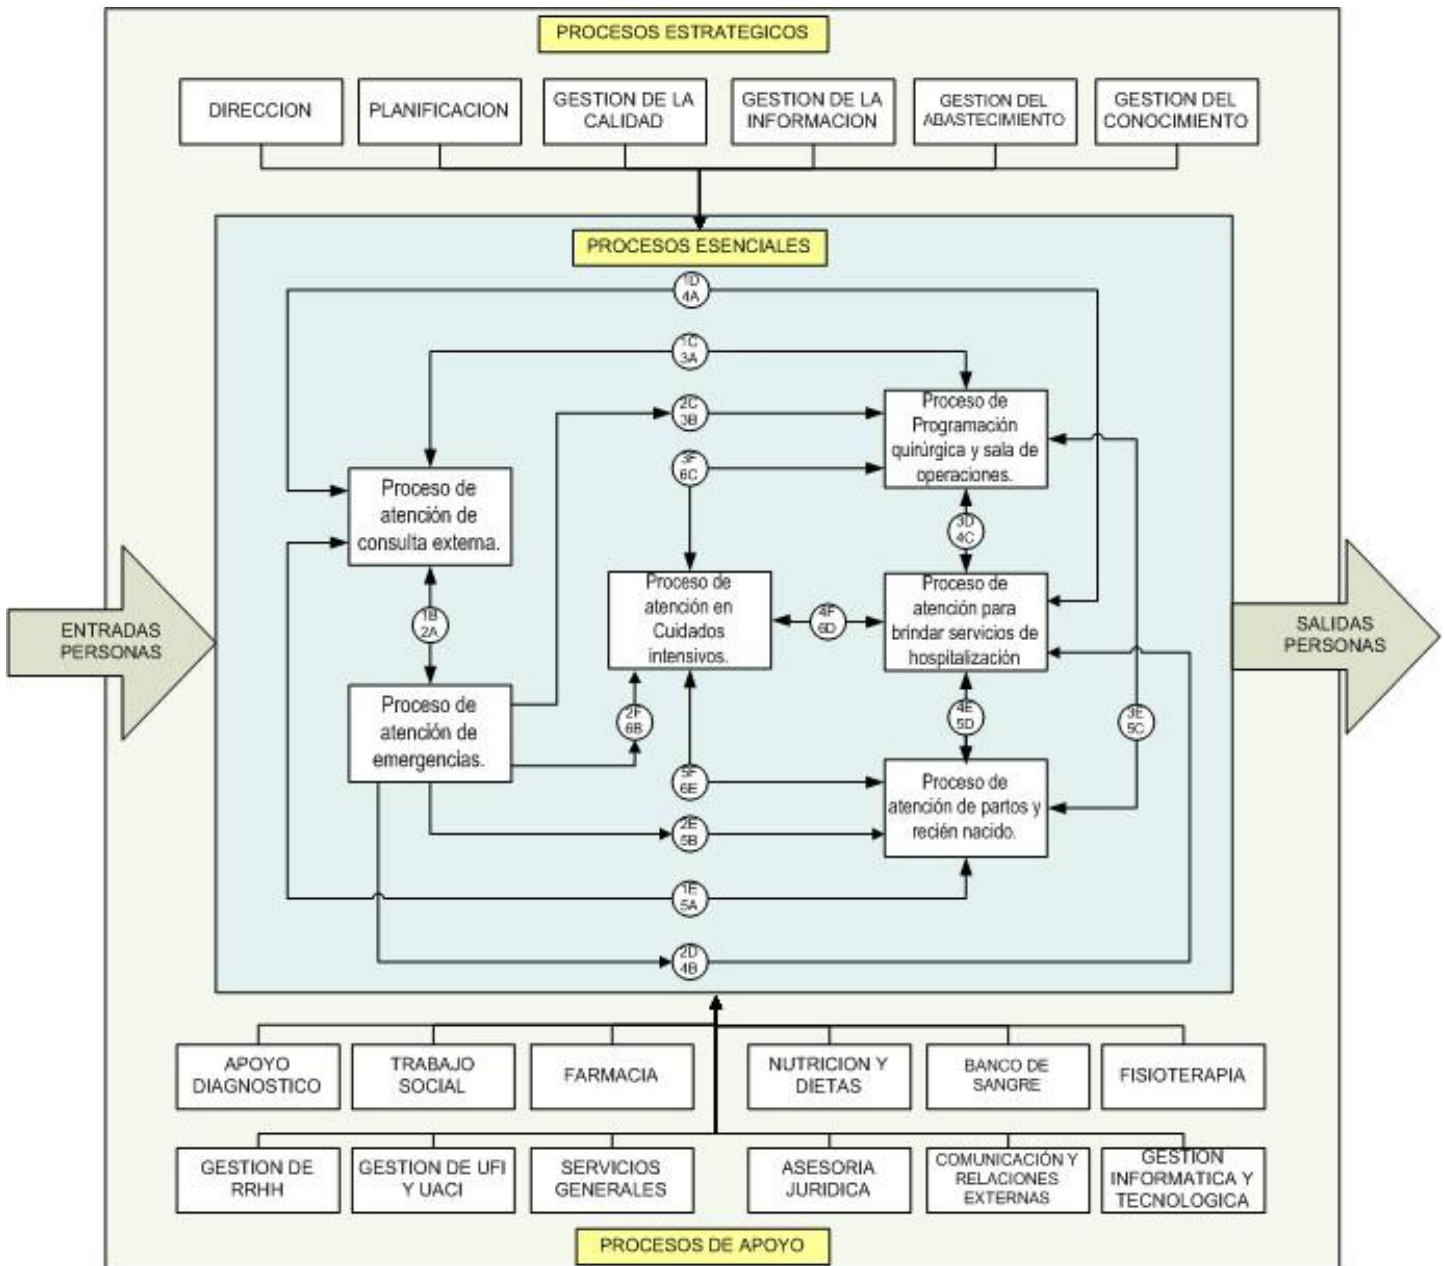 PROCESOS ESTRATEGICOS
DIRECCION
PLANIFICACION
GESTION DE LA
CALIDAD
GESTION DE LA
INFORMACION
GESTION DEL
ABASTECIMIENTO
GESTION DEL
CONOCIMIENTO
PROCESOS ESENCIALES
1D
4A
1C
3A
2C
3B
3F
6C
Proceso de
Programación
quirúrgica y sala de
operaciones.
Proceso de
atención de
consulta externa.
3D
4C
ENTRADAS
PERSONAS
1B
2A
Proceso de
atención en
Cuidados
intensivos.
4F
6D
Proceso de
atención para
brindar servicios de
hospitalización
SALIDAS
PERSONAS
Proceso de
atención de
emergencias.
2F
6B
4E
5D
3E
5C
5F
6E
Proceso de
atención de partos y
recién nacido.
2E
5B
1E
5A
2D
4B
APOYO
DIAGNOSTICO
TRABAJO
SOCIAL
FARMACIA
NUTRICION Y
DIETAS
BANCO DE
SANGRE
FISIOTERAPIA
GESTION DE
RRHH
GESTION DE UFI
Y UACI
SERVICIOS
GENERALES
ASESORIA
JURIDICA
COMUNICACIÓN Y
RELACIONES
EXTERNAS
GESTION
INFORMATICA Y
TECNOLOGICA
PROCESOS DE APOYO